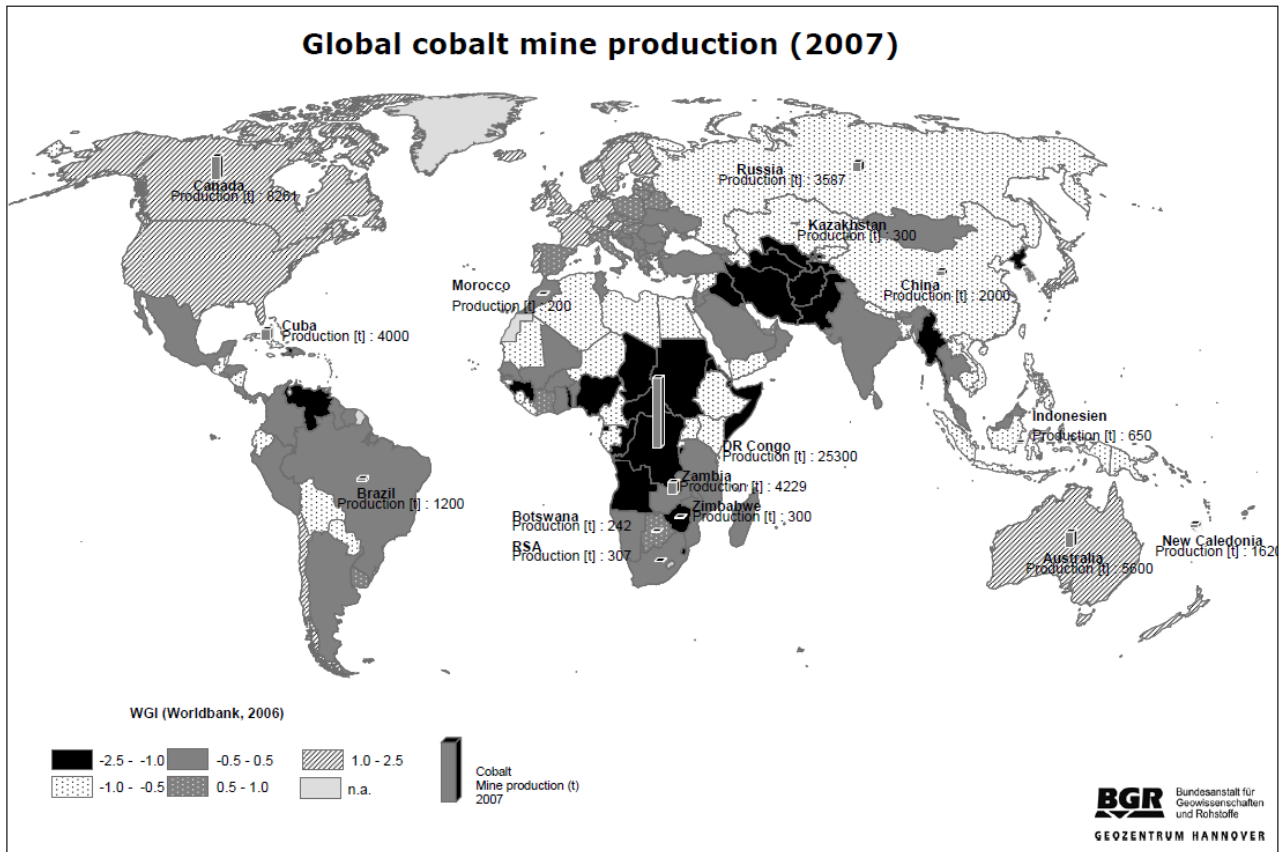 Global cobalt mine production (2007)
Canada
Production [t] : 8261
Russia
Production [t] : 3587
Kazakhstan
Production [t] : 300
China
Production [t] : 2000
Morocco
Production [t] : 200
Cuba
Production [t] : 4000
Indonesien
Production [t] : 650
DR Congo
Production [t] : 25300
Zambia
Production [t] : 4229
Brazil
Production [t] : 1200
Zimbabwe
Production [t] : 300
Botswana
Production [t] : 242
RSA
Production [t] : 307
New Caledonia
Production [t] : 1620
Australia
Production [t] : 5600
WGI (Worldbank, 2006)
-2.5 - -1.0
-0.5 - 0.5
1.0 - 2.5
-1.0 - -0.5
0.5 - 1.0
n.a.
Cobalt
Mine production (t)
2007
BGR
Bundesanstalt für
Geowissenschaften
und Rohstoffe
GEOZENTRUM HANNOVER